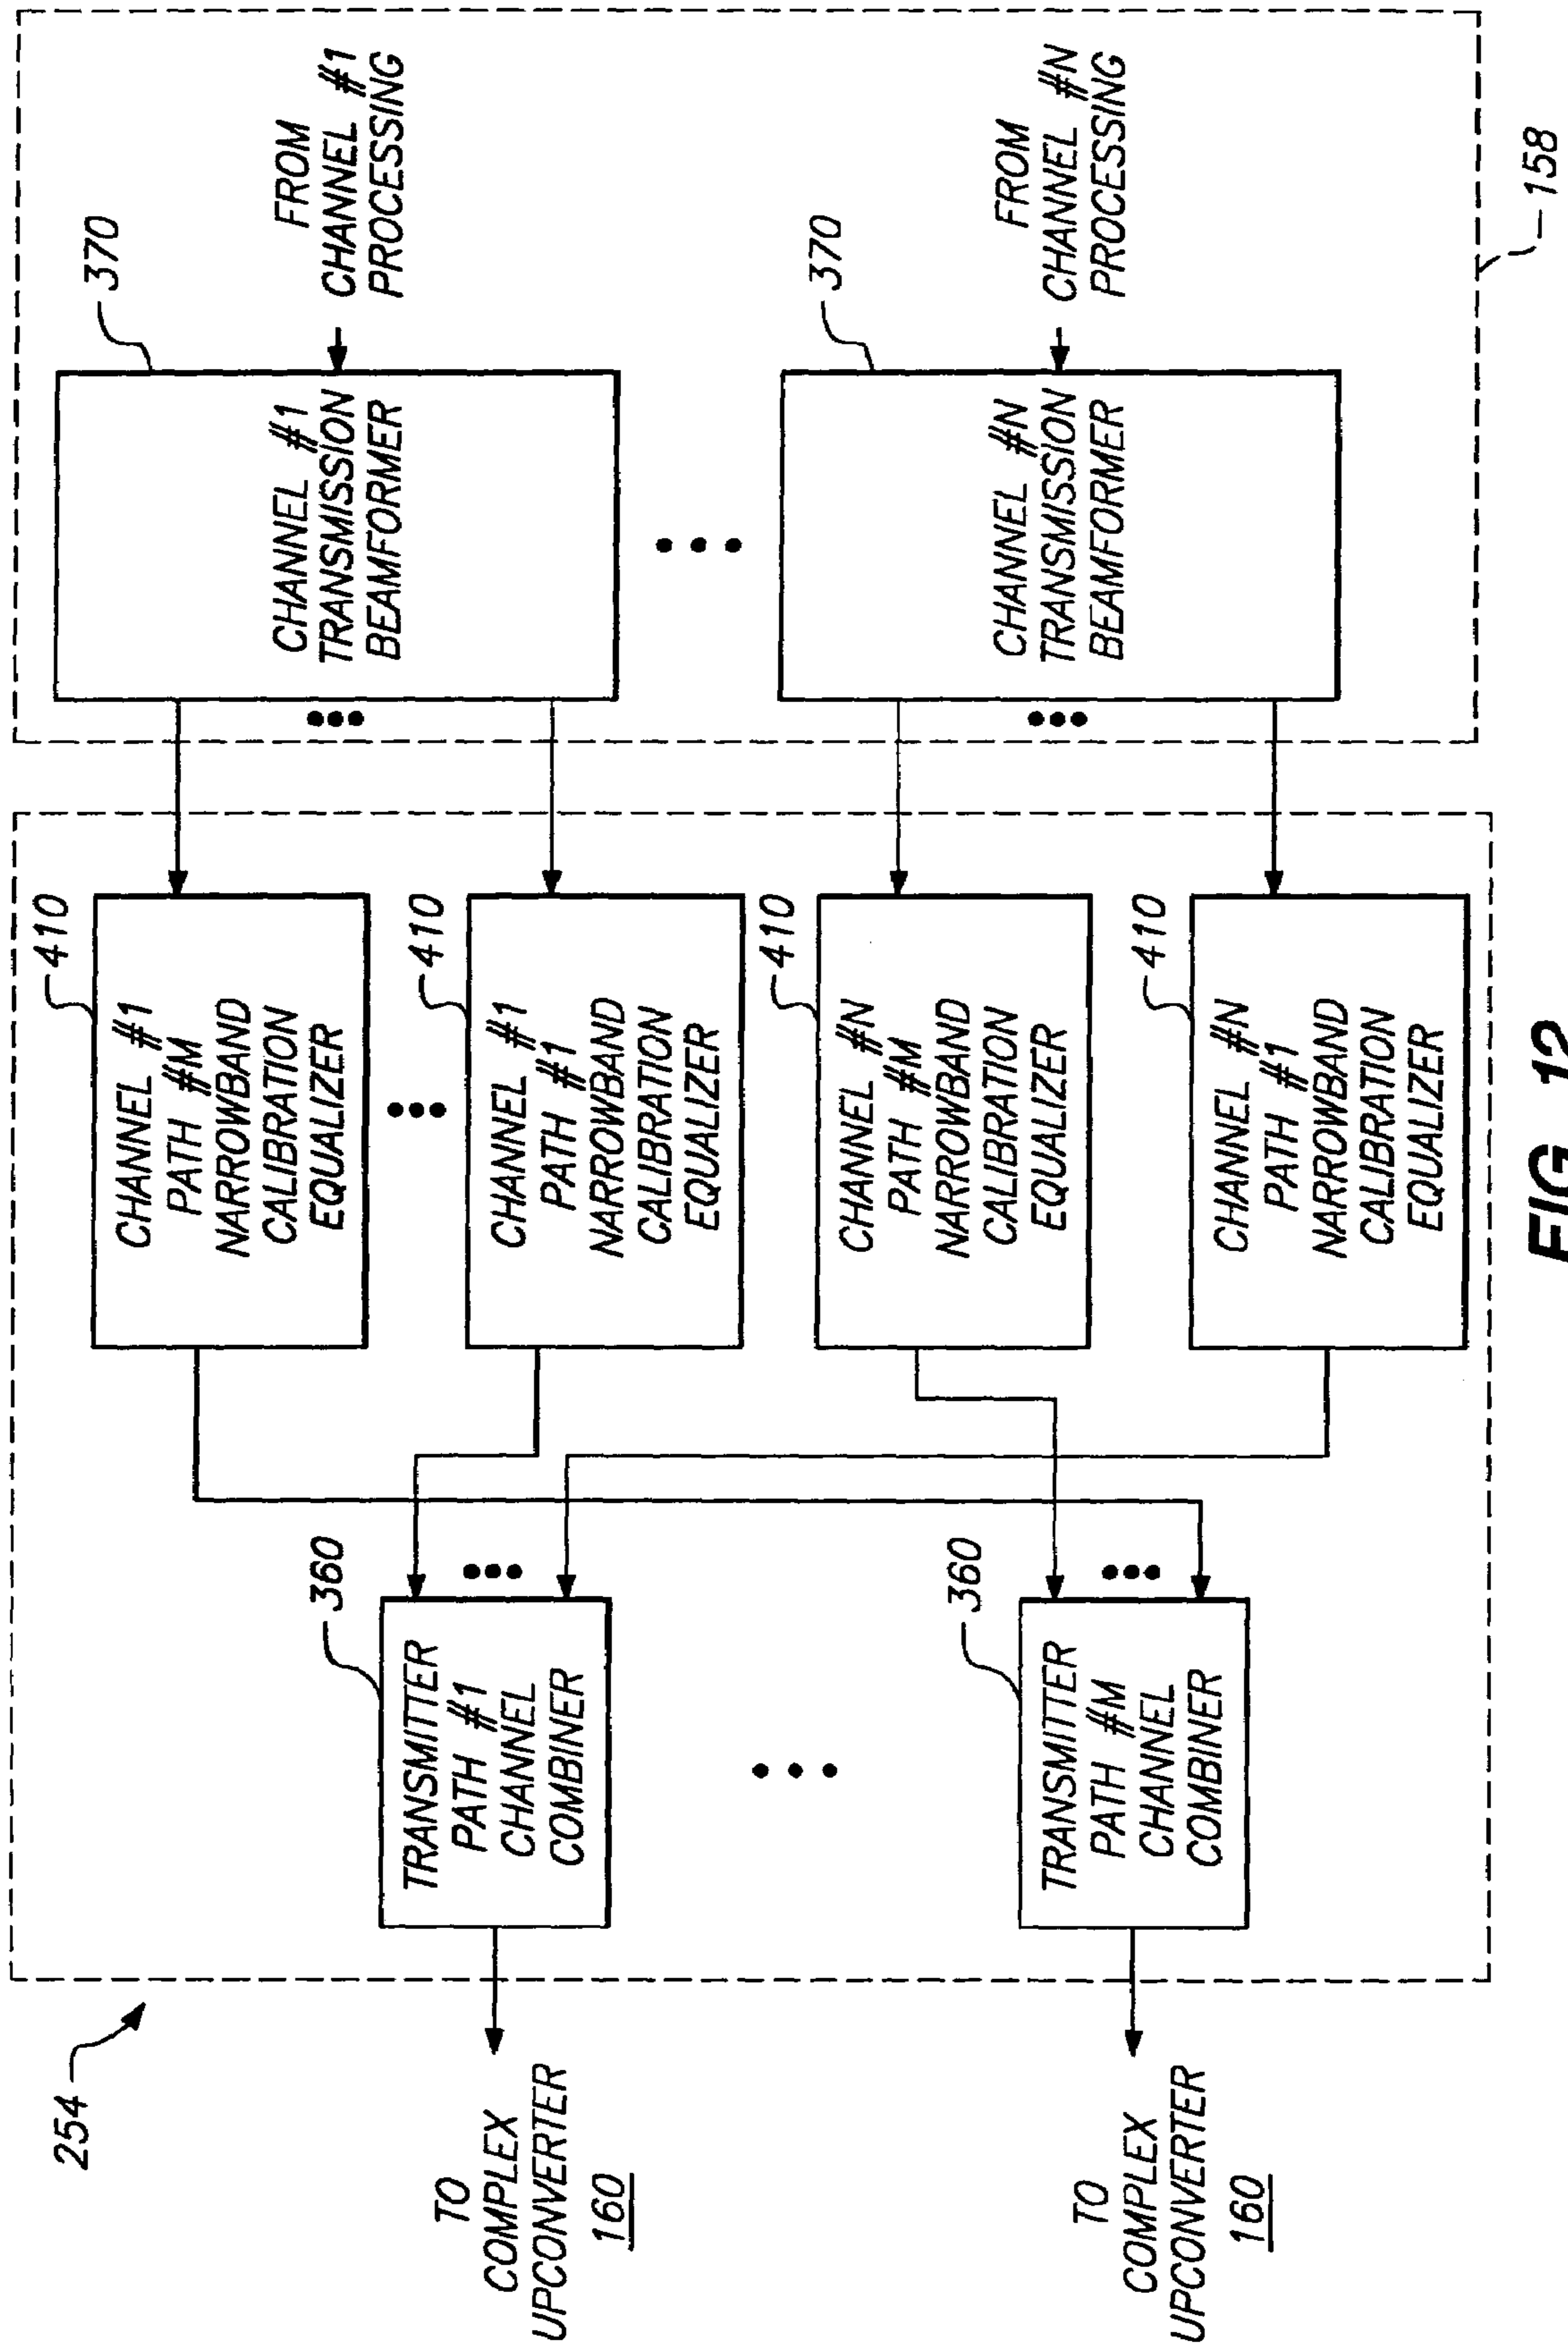 254
TO
COMPLEX
UPCONVERTER
160
TO
COMPLEX
UPCONVERTER
160
360
TRANSMITTER
PATH #1
CHANNEL
COMBINER
360
TRANSMITTER
PATH #M
CHANNEL
COMBINER
410
CHANNEL #1
PATH #M
NARROWBAND
CALIBRATION
EQUALIZER
410
CHANNEL #1
PATH #1
NARROWBAND
CALIBRATION
EQUALIZER
410
CHANNEL #N
PATH #M
NARROWBAND
CALIBRATION
EQUALIZER
410
CHANNEL #N
PATH #1
NARROWBAND
CALIBRATION
EQUALIZER
370
CHANNEL #1
TRANSMISSION
BEAMFORMER
370
CHANNEL #N
TRANSMISSION
BEAMFORMER
FROM
CHANNEL #1
PROCESSING
FROM
CHANNEL #N
PROCESSING
158
FIG. 12